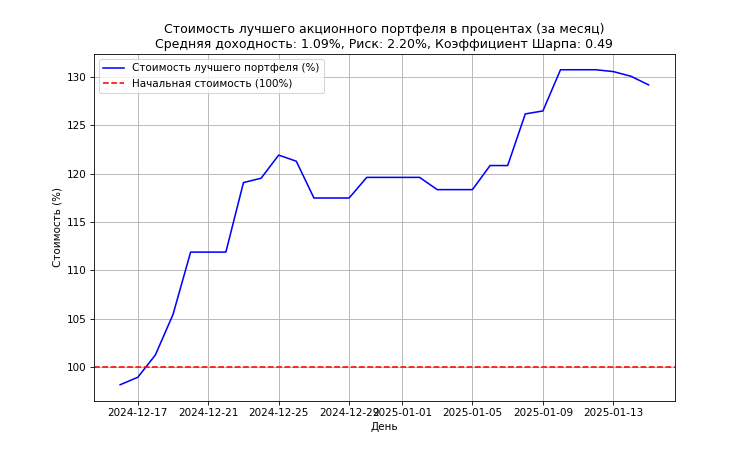 Стоимость лучшего акционного портфеля в процентах (за месяц)
Средняя доходность: 1.09%, Риск: 2.20%, Коэффициент Шарпа: 0.49
Стоимость лучшего портфеля (%)
Начальная стоимость (100%)
Стоимость (%)
130
125
120
115
110
105
100
2024-12-17 2024-12-21 2024-12-25 2024-12-29 2025-01-01 2025-01-05 2025-01-09 2025-01-13
День